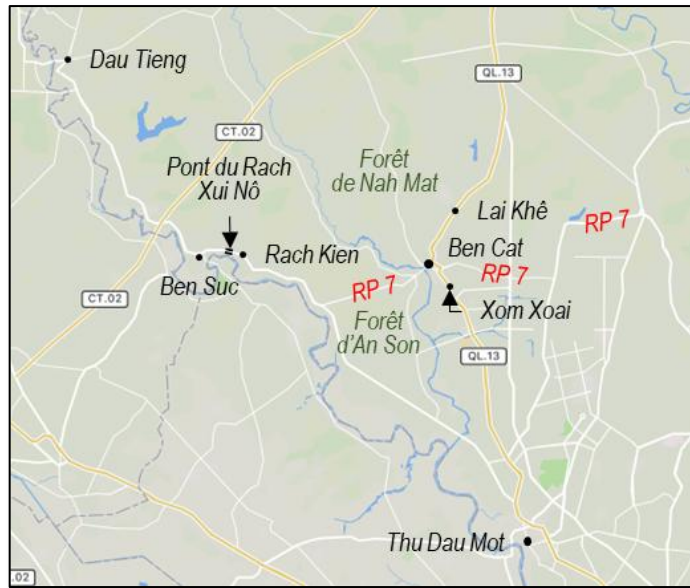 QL.13
Dau Tieng
CT.02
Pont du Rach
Xui Nô
Forêt
de Nah Mat
Lai Khê
RP 7
Ben Cat
Rach Kien
RP 7
RP 7
Ben Suc
CT.02
Xom Xoai
Forêt
d'An Son
QL.13
Thu Dau Mot
.02